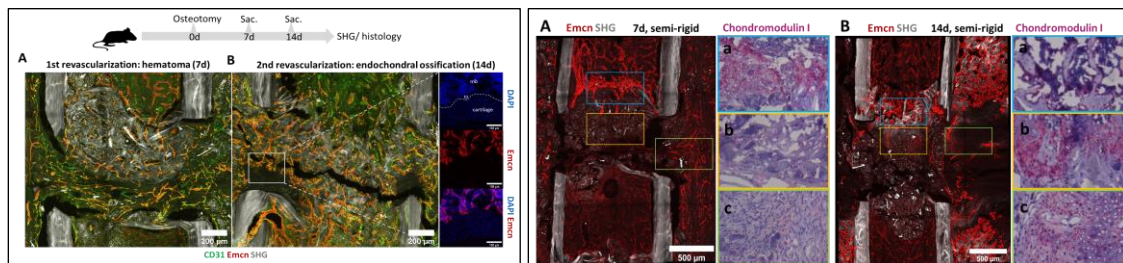 Osteotomy Sac. Sac.
0d 7d 14d SHG/ histology
A 1st revascularization: hematoma (7d) B 2nd revascularization: endochondral ossification (14d)
mb
cartilage
DAPI
Emcn
DAPI
Emcn
200 µm 200 µm
CD31 Emcn SHG
A Emcn SHG 7d, semi-rigid Chondromodulin I B Emcn SHG 14d, semi-rigid Chondromodulin I
a a
b b
c c
500 µm 500 µm